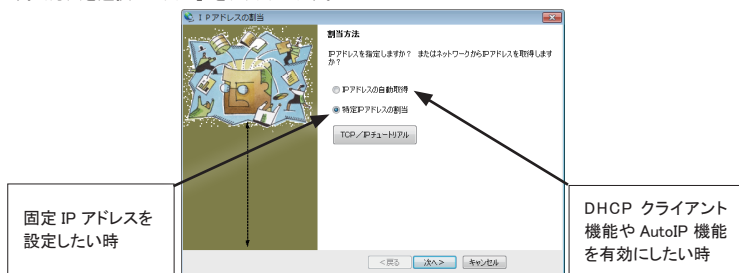 IPアドレスの割当
割当方法
IPアドレスを指定しますか？ またはネットワークからIPアドレスを取得します
か？
IPアドレスの自動取得
特定IPアドレスの割当
TCP／IPチュートリアル
固定 IP アドレスを
設定したい時
DHCP クライアント
機能や AutoIP 機能
を有効にしたい時
<戻る
次へ>
キャンセル